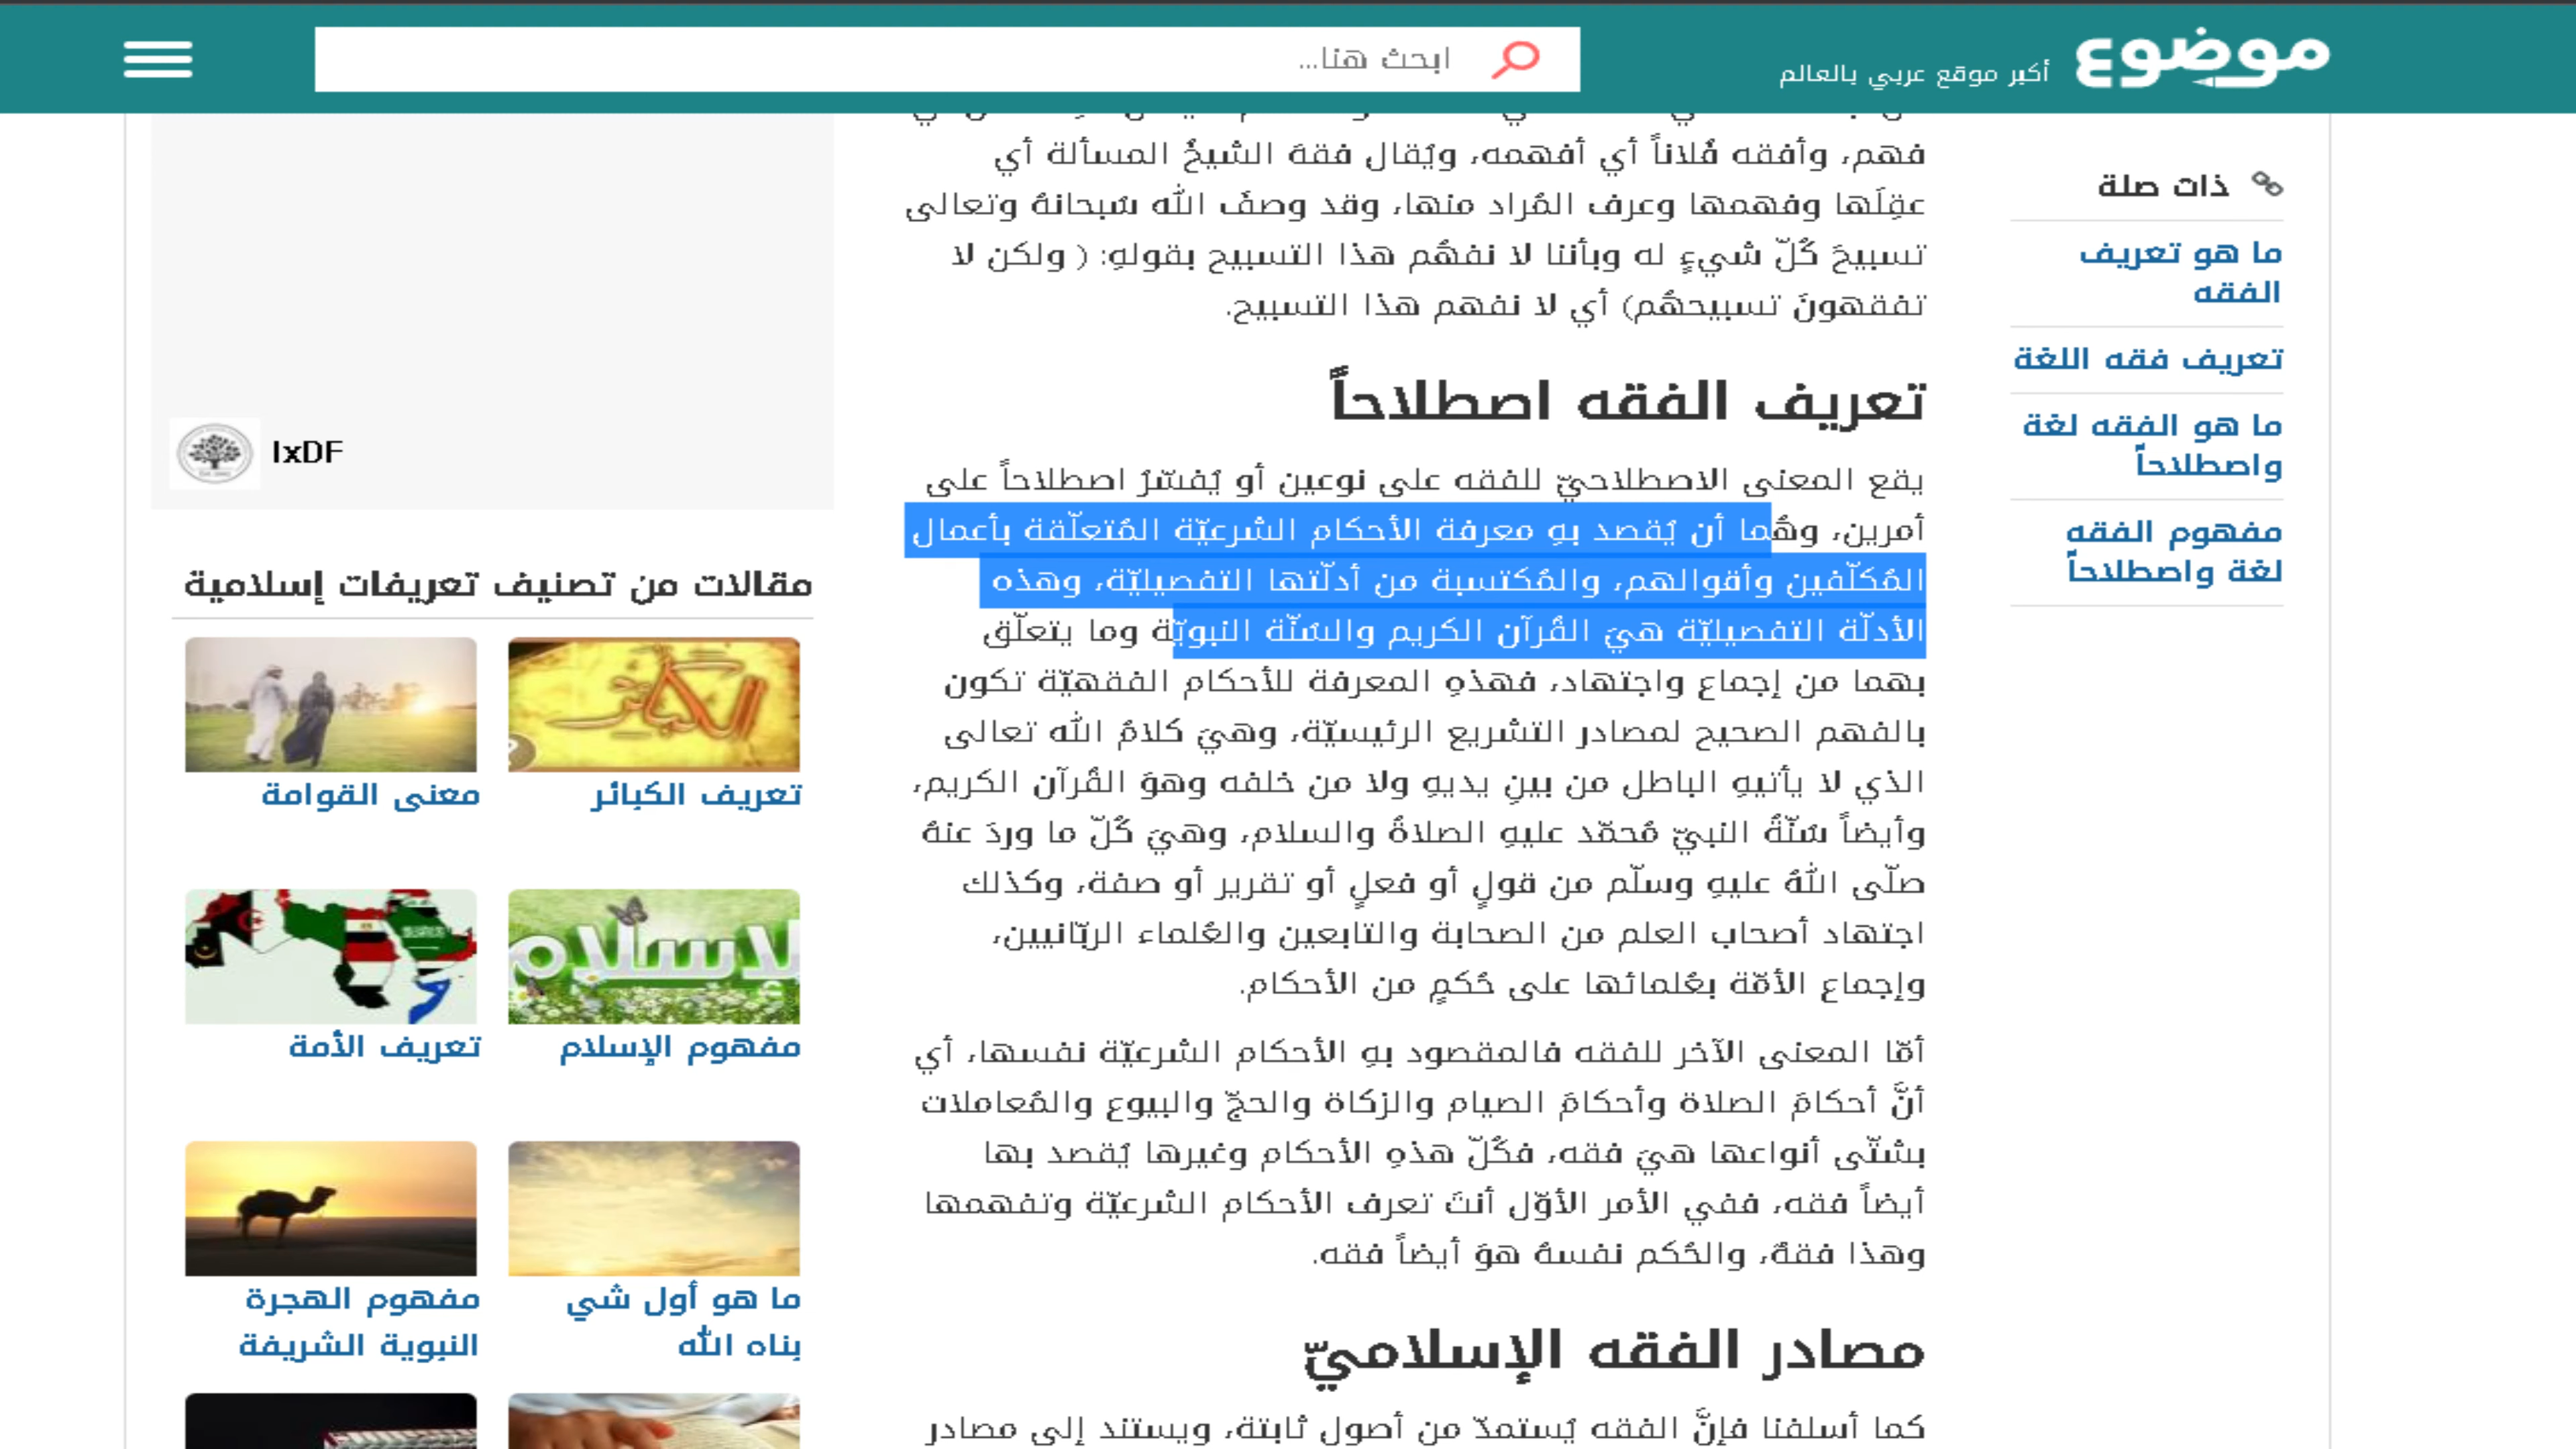 موضوع
أكبر موقع عربي بالعالم
ابحث هنا...
ذات صلة
ما هو تعريف
الفقه
تعريف فقه اللغة
ما هو الفقه لغة
واصطلاحاً
مفهوم الفقه
لغة واصطلاحاً
فهم، وأفقه فُلاناً أي أفهمه، ويُقال فقهَ الشيخُ المسألة أي
عقِلَها وفهمها وعرف المُراد منها، وقد وصفَ الله سُبحانهُ وتعالى
تسبيحَ كُلّ شيءٍ له وبأننا لا نفهُم هذا التسبيح بقولهِ: ( ولكن لا
تفقهونَ تسبيحهُم) أي لا نفهم هذا التسبيح.
تعريف الفقه اصطلاحاً
يقع المعنى الاصطلاحيّ للفقه على نوعين أو يُفسّرُ اصطلاحاً على
أمرين، وهُما أن يُقصد بهِ معرفة الأحكام الشرعيّة المُتعلّقة بأعمال
المُكلّفين وأقوالهم، والمُكتسبة من أدلّتها التفصيليّة، وهذه
الأدلّة التفصيليّة هيَ القُرآن الكريم والسُنّة النبويّة وما يتعلّق
بهما من إجماع واجتهاد، فهذهِ المعرفة للأحكام الفقهيّة تكون
بالفهم الصحيح لمصادر التشريع الرئيسيّة، وهيَ كلامُ الله تعالى
الذي لا يأتيهِ الباطل من بينِ يديهِ ولا من خلفه وهوَ القُرآن الكريم،
وأيضاً سُنّةُ النبيّ مُحمّد عليهِ الصلاةُ والسلام، وهيَ كُلّ ما وردَ عنهُ
صلّى اللهُ عليهِ وسلّم من قولٍ أو فعلٍ أو تقرير أو صفة، وكذلك
اجتهاد أصحاب العلم من الصحابة والتابعين والعُلماء الربّانيين،
وإجماع الأمّة بعُلمائها على حُكمٍ من الأحكام.
أمّا المعنى الآخر للفقه فالمقصود بهِ الأحكام الشرعيّة نفسها، أي
أنَّ أحكامَ الصلاة وأحكامَ الصيام والزكاة والحجّ والبيوع والمُعاملات
بشتّى أنواعها هيَ فقه، فكُلّ هذهِ الأحكام وغيرها يُقصد بها
أيضاً فقه، ففي الأمر الأوّل أنتَ تعرف الأحكام الشرعيّة وتفهمها
وهذا فقهٌ، والحُكم نفسهُ هوَ أيضاً فقه.
مصادر الفقه الإسلاميّ
كما أسلفنا فإنَّ الفقه يُستمدّ من أصول ثابتة، ويستند إلى مصادر
IxDF
مقالات من تصنيف تعريفات إسلامية
الكبائر
تعريف الكبائر
معنى القوامة
الإسلام
مفهوم الإسلام
تعريف الأمة
ما هو أول شي
بناه الله
مفهوم الهجرة
النبوية الشريفة